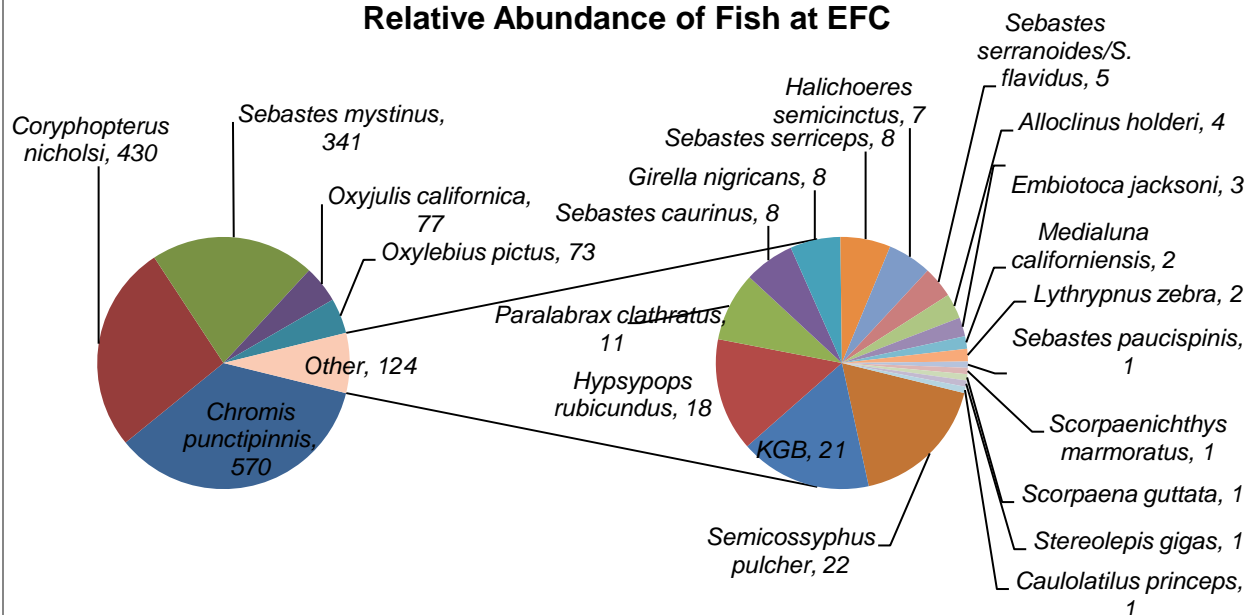 Relative Abundance of Fish at EFC
Coryphopterus
nicholsi, 430
Sebastes mystinus,
341
Oxyjulis californica,
77
Oxylebius pictus, 73
Other, 124
Chromis
punctipinnis,
570
Sebastes
serranoides/S.
flavidus, 5
Halichoeres
semicinctus, 7
Sebastes serriceps, 8
Girella nigricans, 8
Sebastes caurinus, 8
Paralabrax clathratus,
11
Hypsypops
rubicundus, 18
KGB, 21
Semicossyphus
pulcher, 22
Alloclinus holderi, 4
Embiotoca jacksoni, 3
Medialuna
californiensis, 2
Lythrypnus zebra, 2
Sebastes paucispinis,
1
Scorpaenichthys
marmoratus, 1
Scorpaena guttata, 1
Stereolepis gigas, 1
Caulolatilus princeps,
1